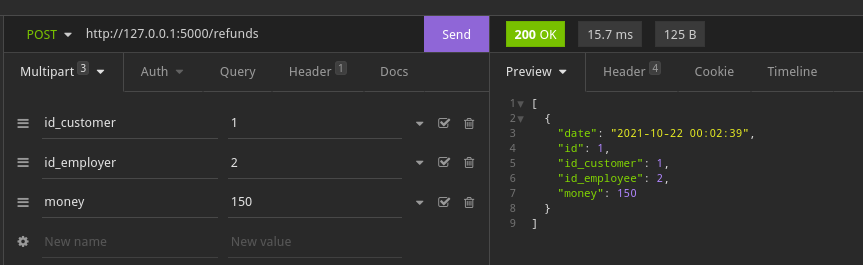 POST http://127.0.0.1:5000/refunds Send
Multipart 3 Auth Query Header 1 Docs
id_customer 1
id_employer 2
money 150
New name New value
200 OK 15.7 ms 125 B
Preview Header 4 Cookie Timeline
1 [
2 {
3 "date": "2021-10-22 00:02:39",
4 "id": 1,
5 "id_customer": 1,
6 "id_employee": 2,
7 "money": 150
8 }
9 ]